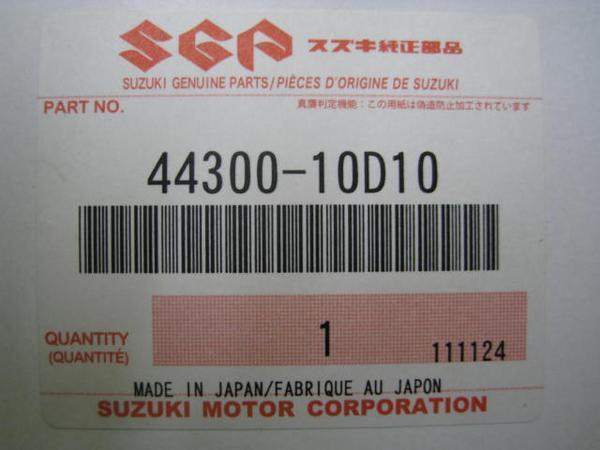 SGP スズキ純正部品
SUZUKI GENUINE PARTS/PIÈCES D'ORIGINE DE SUZUKI
PART NO. 真贋判定機能：この用紙は偽造防止加工されています
44300-10D10
QUANTITY
(QUANTITÉ)
1
111124
MADE IN JAPAN/FABRIQUE AU JAPON
SUZUKI MOTOR CORPORATION